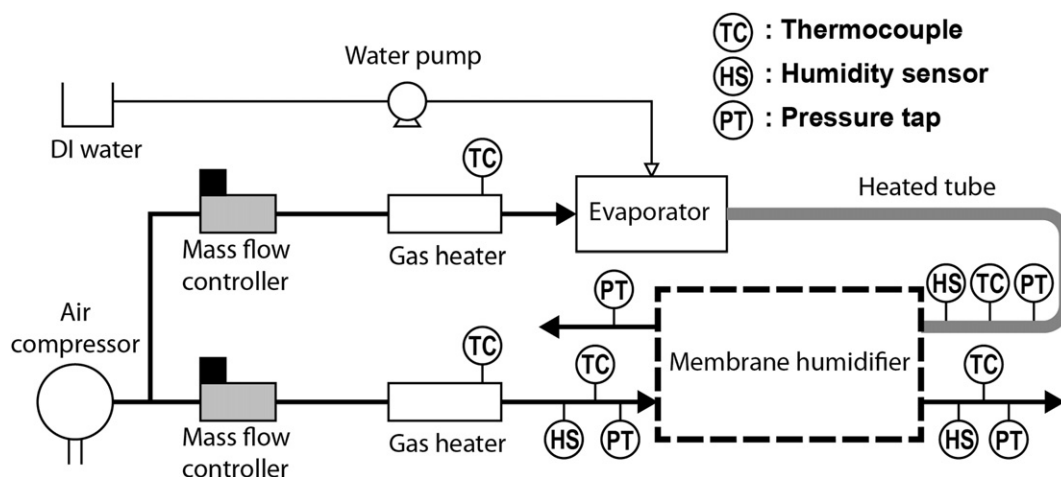 TC : Thermocouple
HS : Humidity sensor
PT : Pressure tap
Water pump
DI water
TC
Mass flow
controller
Gas heater
Evaporator
Heated tube
Air
compressor
PT
HS TC PT
Membrane humidifier
TC
TC
TC
HS PT
HS PT
Mass flow
controller
Gas heater